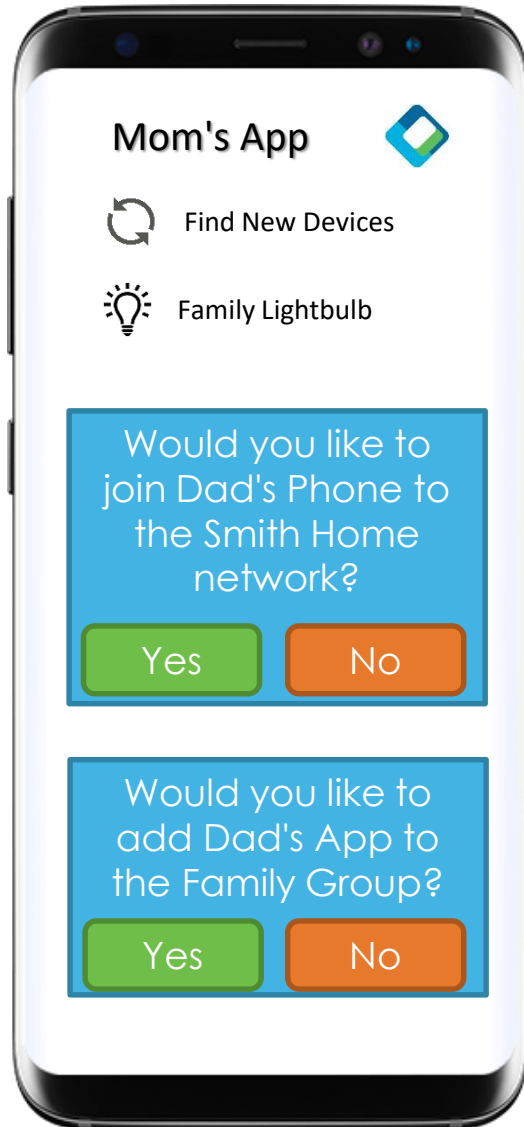 Mom's App
Find New Devices
Family Lightbulb
Would you like to
join Dad's Phone to
the Smith Home
network?
Yes
No
Would you like to
add Dad's App to
the Family Group?
Yes
No